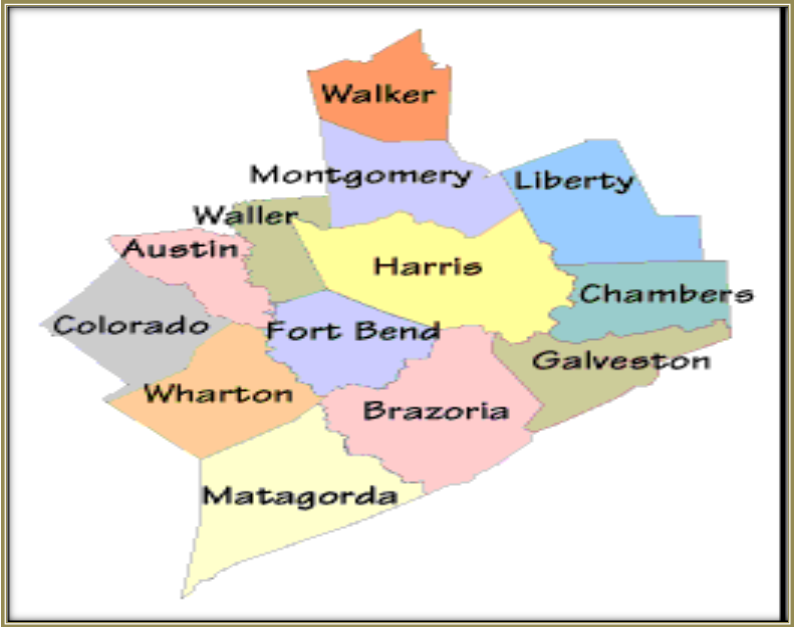 Walker
Montgomery
Liberty
Waller
Austin
Harris
Chambers
Colorado
Fort Bend
Galveston
Wharton
Brazoria
Matagorda